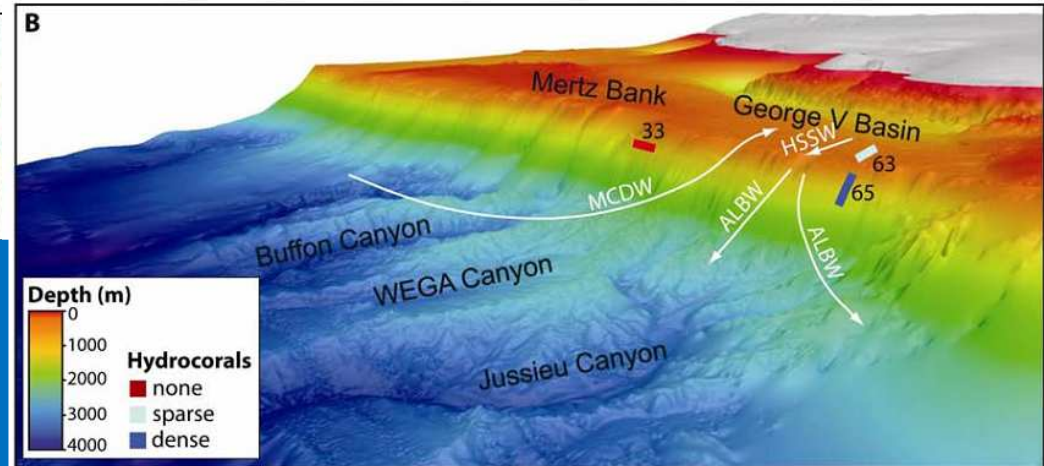 B
Mertz Bank
George V Basin
33
HSSW
63
65
MCDW
ALBW
ALBW
Buffon Canyon
WEGA Canyon
Jussieu Canyon
Depth (m)
0
1000
2000
3000
4000
Hydrocorals
none
sparse
dense